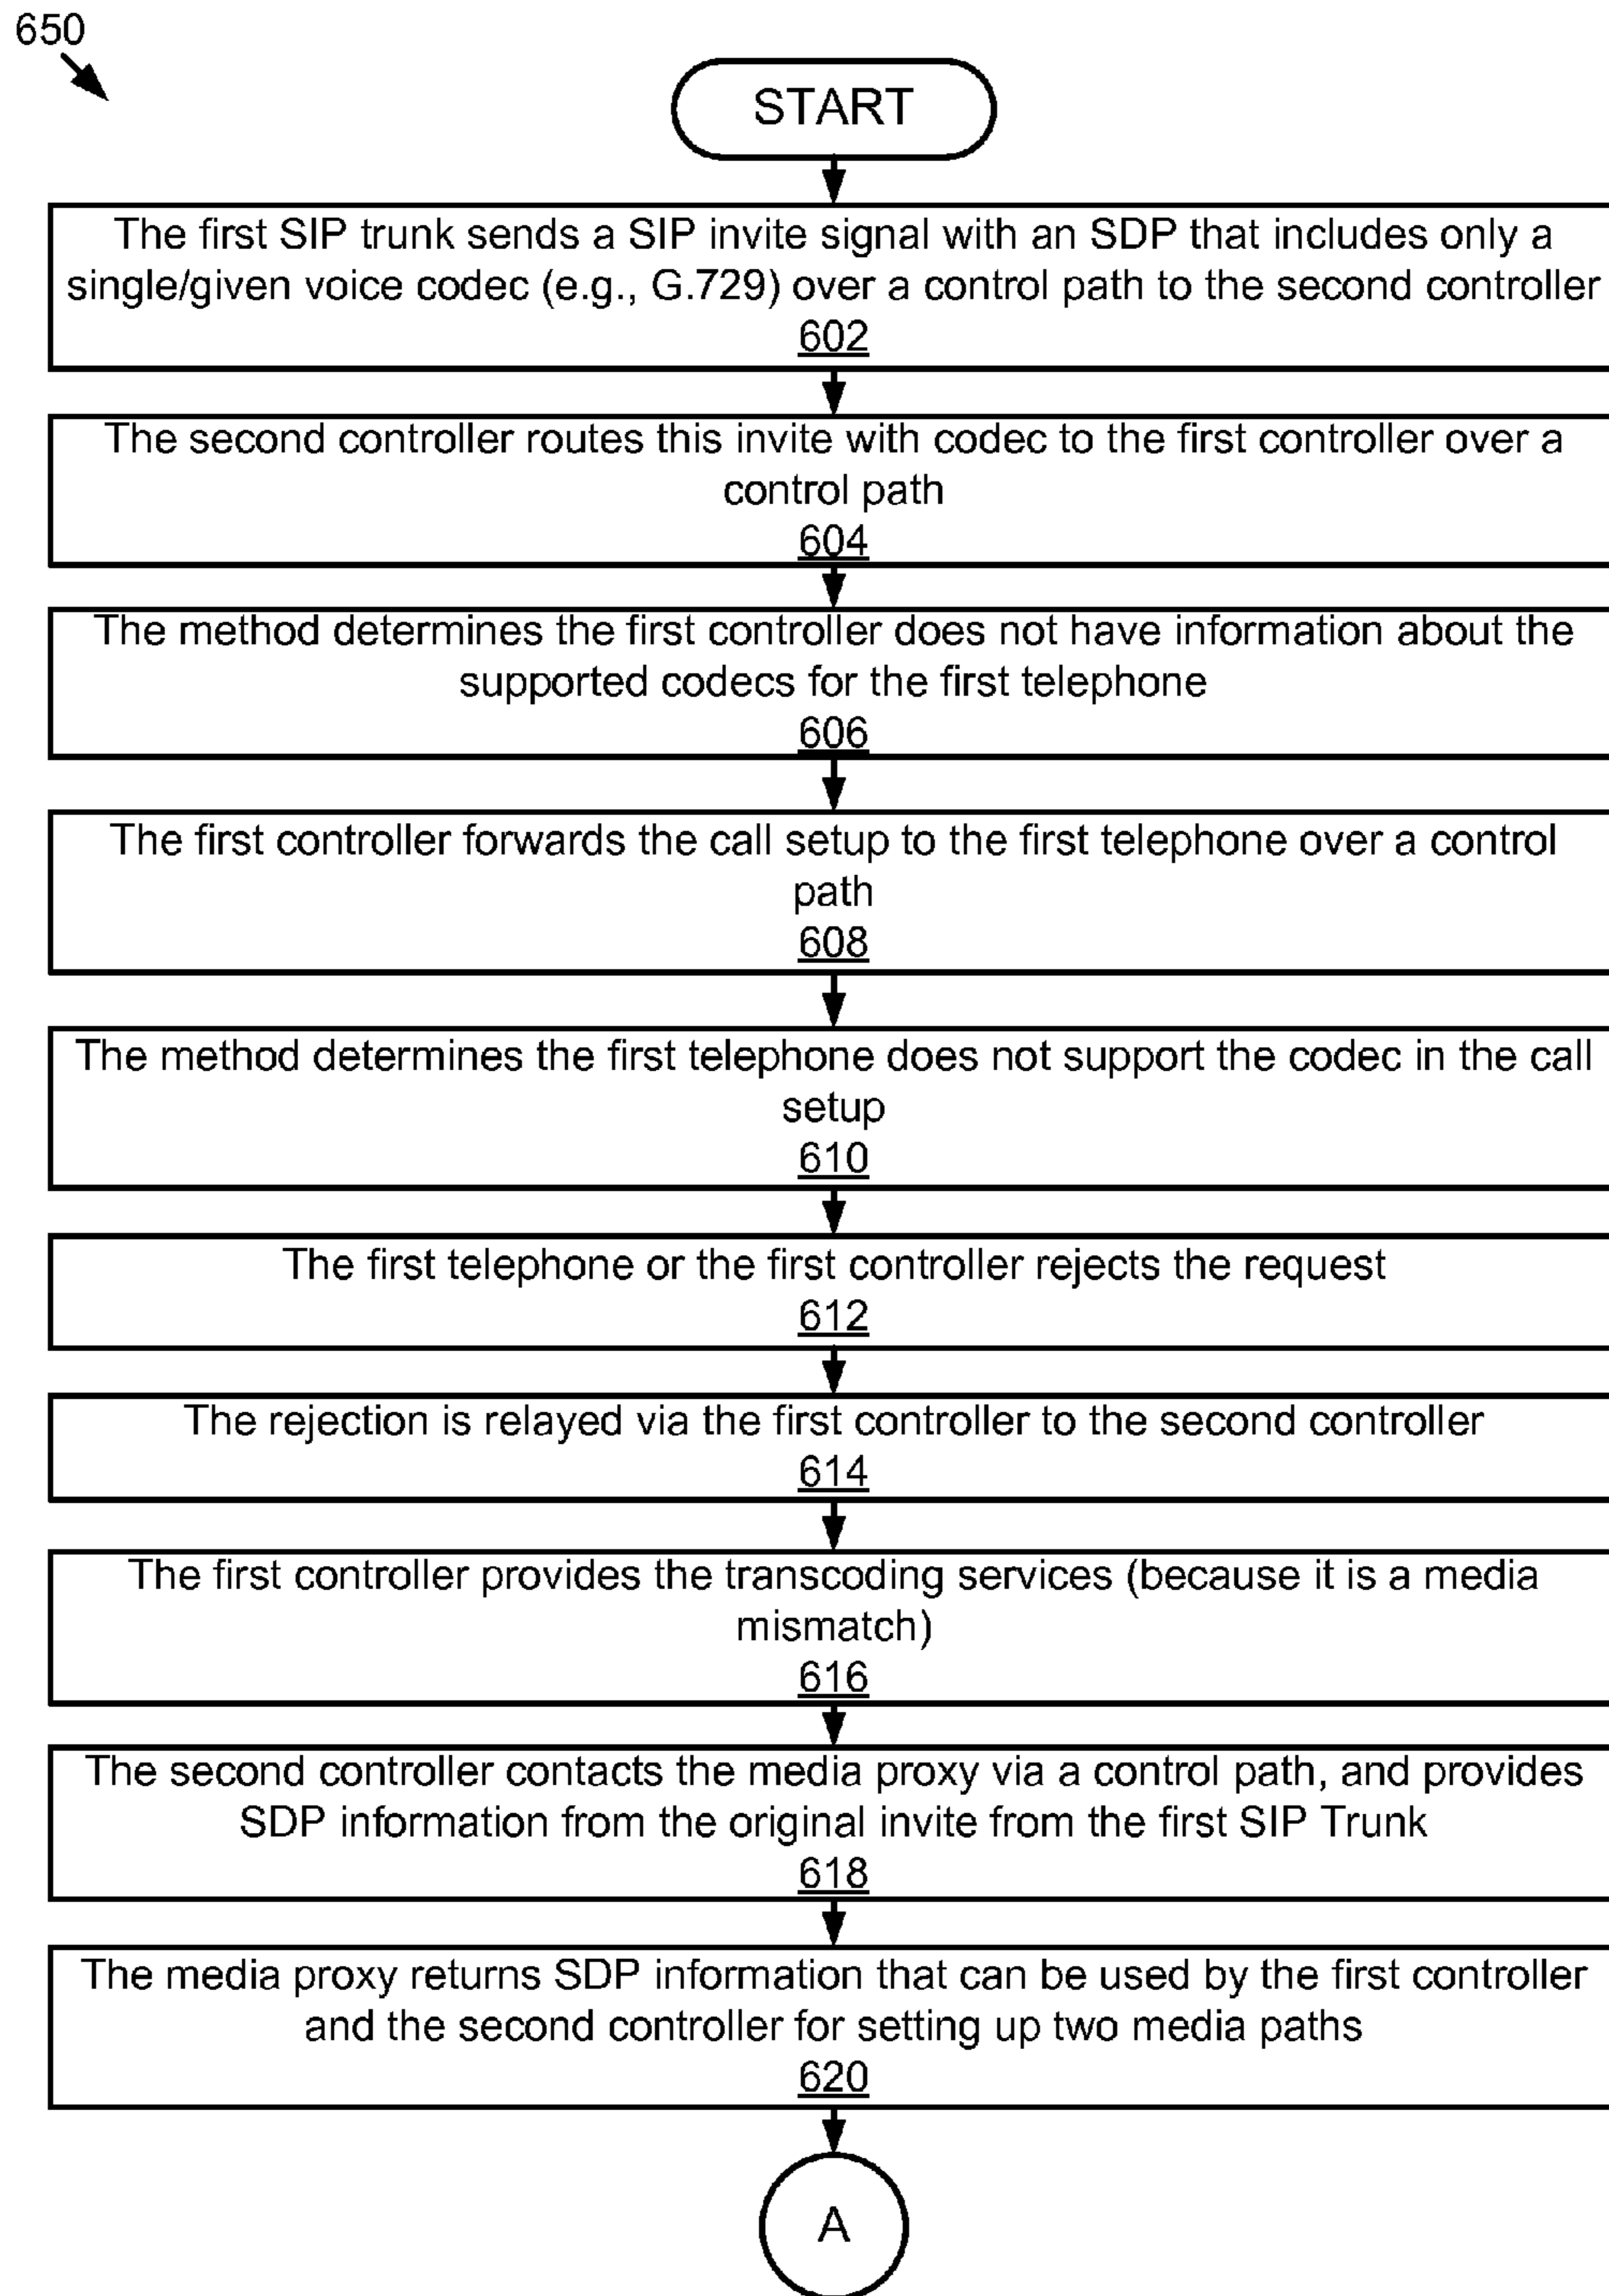 650
START
The first SIP trunk sends a SIP invite signal with an SDP that includes only a
single/given voice codec (e.g., G.729) over a control path to the second controller
602
The second controller routes this invite with codec to the first controller over a
control path
604
The method determines the first controller does not have information about the
supported codecs for the first telephone
606
The first controller forwards the call setup to the first telephone over a control
path
608
The method determines the first telephone does not support the codec in the call
setup
610
The first telephone or the first controller rejects the request
612
The rejection is relayed via the first controller to the second controller
614
The first controller provides the transcoding services (because it is a media
mismatch)
616
The second controller contacts the media proxy via a control path, and provides
SDP information from the original invite from the first SIP Trunk
618
The media proxy returns SDP information that can be used by the first controller
and the second controller for setting up two media paths
620
A